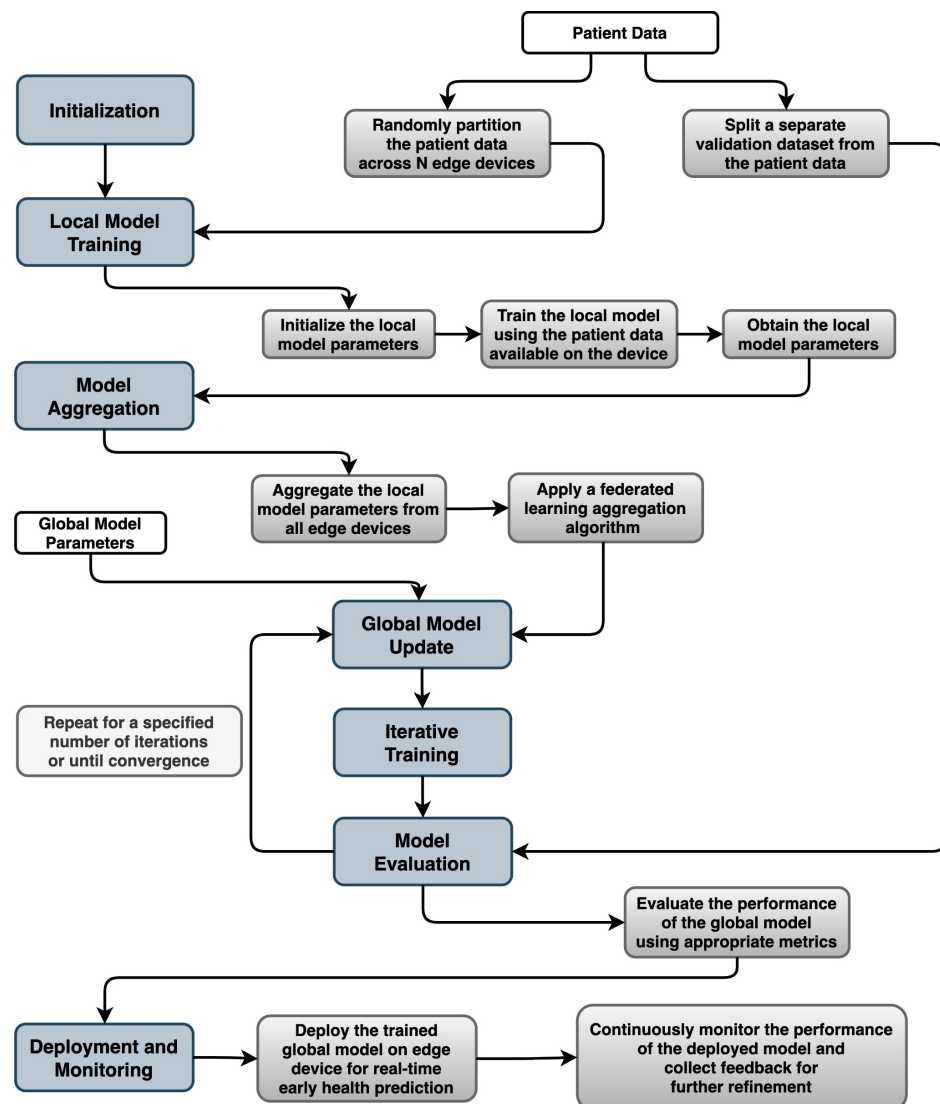 Patient Data
Initialization
Randomly partition
the patient data
across N edge devices
Split a separate
validation dataset from
the patient data
Local Model
Training
Initialize the local
model parameters
Train the local model
using the patient data
available on the device
Obtain the local
model parameters
Model
Aggregation
Aggregate the local
model parameters from
all edge devices
Apply a federated
learning aggregation
algorithm
Global Model
Parameters
Global Model
Update
Repeat for a specified
number of iterations
or until convergence
Iterative
Training
Model
Evaluation
Evaluate the performance
of the global model
using appropriate metrics
Deployment and
Monitoring
Deploy the trained
global model on edge
device for real-time
early health prediction
Continuously monitor the performance
of the deployed model and
collect feedback for
further refinement